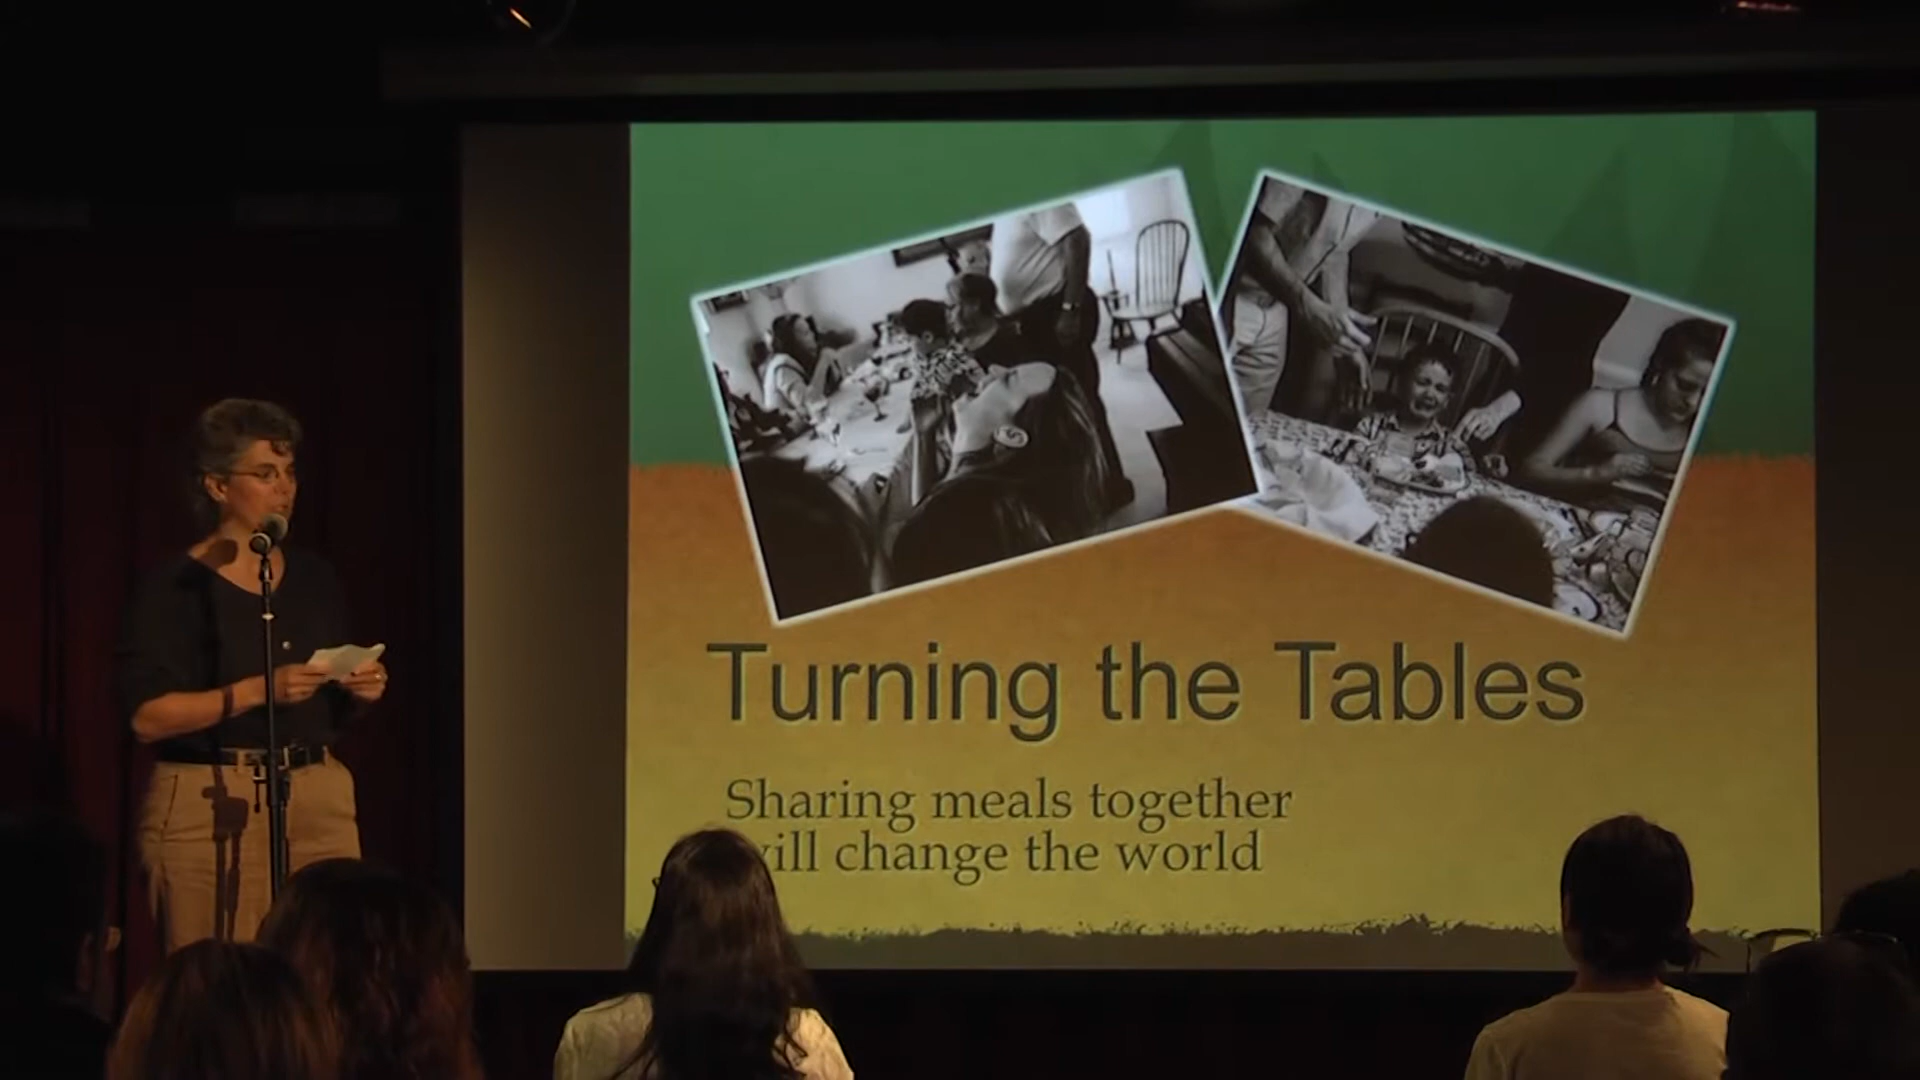 Turning the Tables
Sharing meals together
will change the world